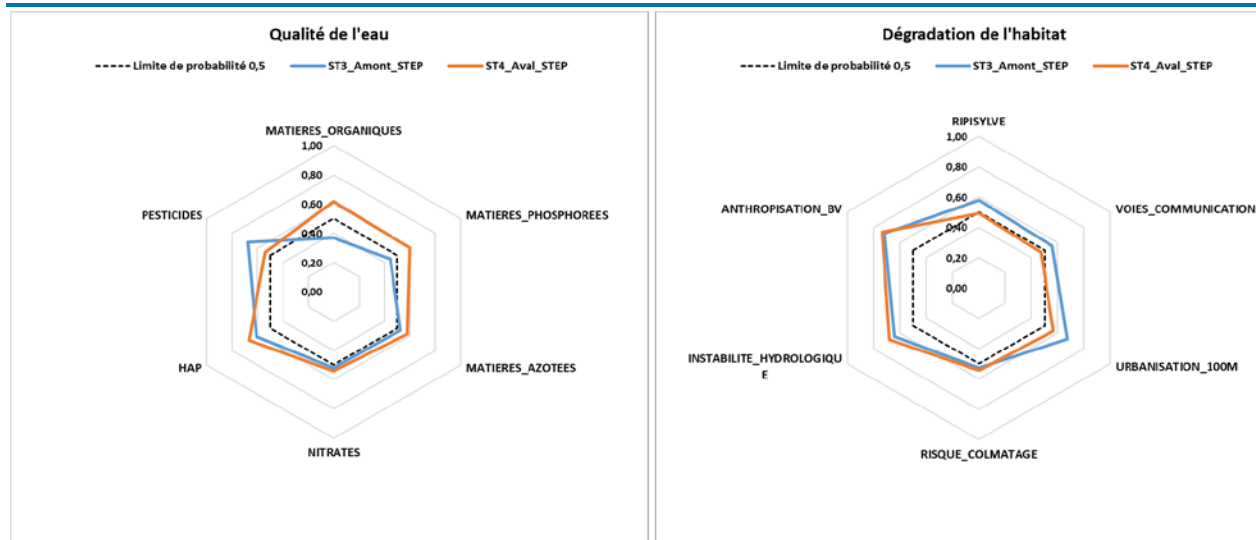 Qualité de l'eau
Limite de probabilité 0,5 ST3_Amont_STEP ST4_Aval_STEP
MATIERES_ORGANIQUES
1,00
0,80
0,60
0,40
0,20
0,00
MATIERES_PHOSPHOREES
MATIERES_AZOTEES
NITRATES
HAP
PESTICIDES
Dégradation de l'habitat
Limite de probabilité 0,5 ST3_Amont_STEP ST4_Aval_STEP
RIPISYLVE
1,00
0,80
0,60
0,40
0,20
0,00
VOIES_COMMUNICATION
URBANISATION_100M
RISQUE_COLMATAGE
INSTABILITE_HYDROLOGIQU
E
ANTHROPISATION_BV